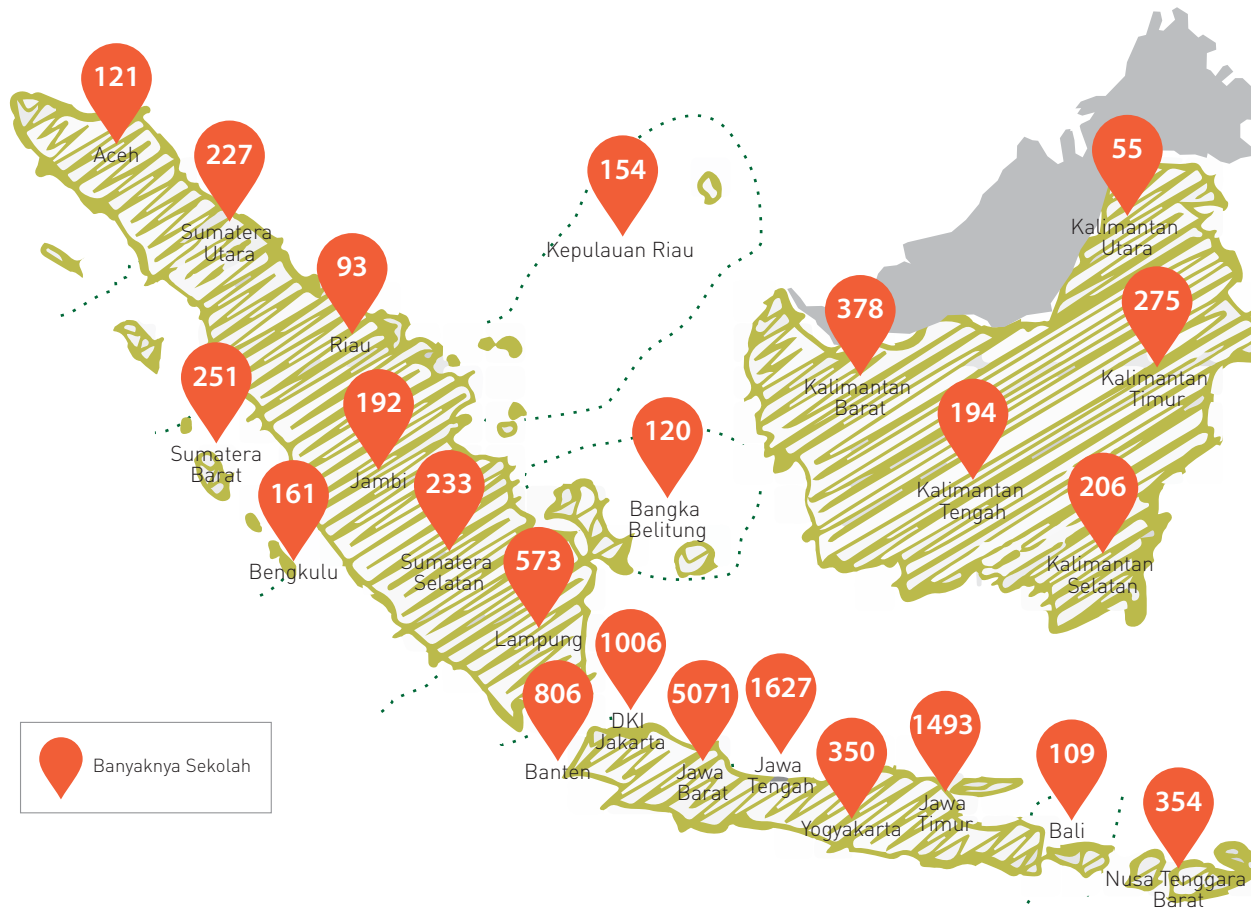 121
Aceh
227
Sumatera
Utara
154
Kepulauan Riau
93
Riau
251
Sumatera
Barat
192
Jambi
161
Bengkulu
233
Sumatera
Selatan
120
Bangka
Belitung
573
Lampung
55
Kalimantan
Utara
378
Kalimantan
Barat
275
Kalimantan
Timur
194
Kalimantan
Tengah
206
Kalimantan
Selatan
806
Banten
1006
DKI
Jakarta
5071
Jawa
Barat
1627
Jawa
Tengah
350
Yogyakarta
1493
Jawa
Timur
109
Bali
354
Nusa Tenggara
Barat
Banyaknya Sekolah